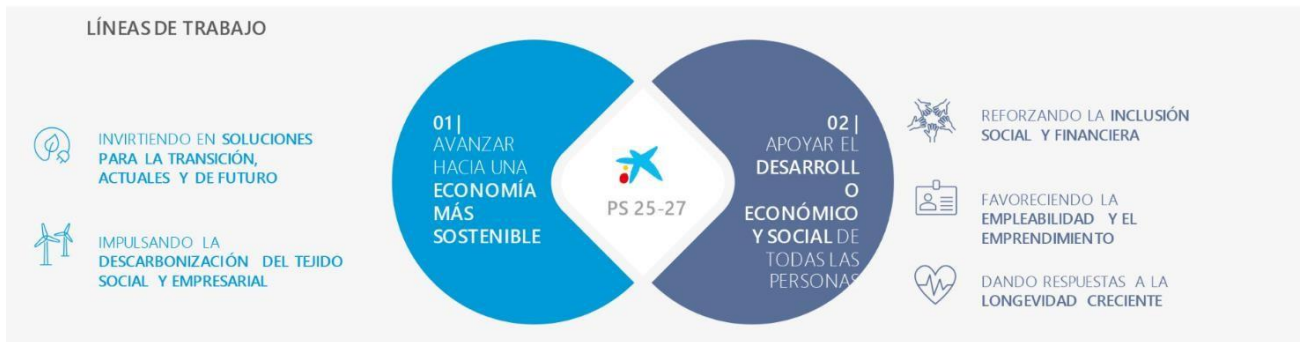 LÍNEAS DE TRABAJO
INVIRTIENDO EN SOLUCIONES
PARA LA TRANSICIÓN,
ACTUALES Y DE FUTURO
IMPULSANDO LA
DESCARBONIZACIÓN DEL TEJIDO
SOCIAL Y EMPRESARIAL
01|
AVANZAR
HACIA UNA
ECONOMÍA
MÁS
SOSTENIBLE
PS 25-27
02 |
APOYAR EL
DESARROLL
O
ECONÓMICO
Y SOCIAL DE
TODAS LAS
PERSONAS
REFORZANDO LA INCLUSIÓN
SOCIAL Y FINANCIERA
FAVORECIENDO LA
EMPLEABILIDAD Y EL
EMPRENDIMIENTO
DANDO RESPUESTAS A LA
LONGEVIDAD CRECIENTE